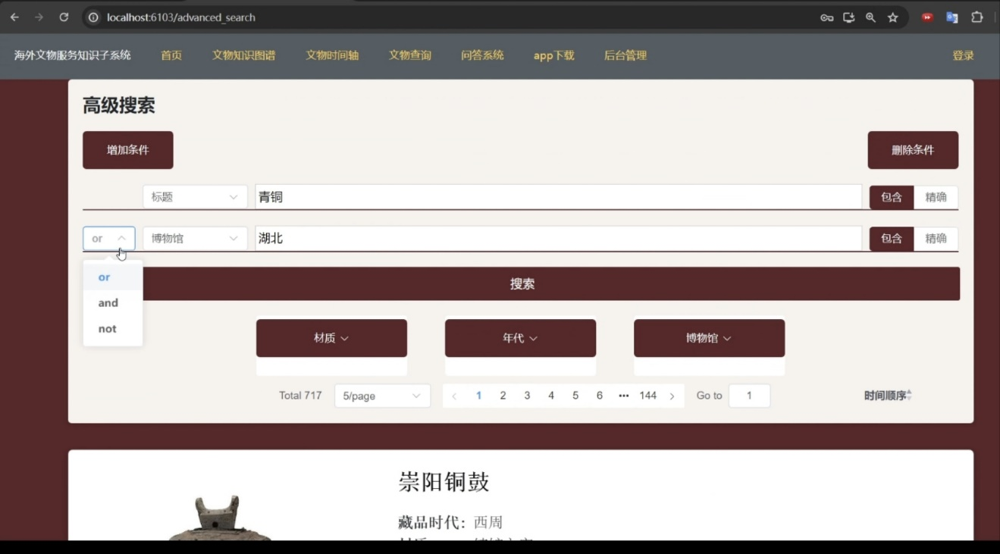 localhost:6103/advanced_search
海外文物服务知识子系统 首页 文物知识图谱 文物时间轴 文物查询 问答系统 app下载 后台管理 登录
高级搜索
增加条件 删除条件
标题 青铜 包含 精确
or 博物馆 湖北 包含 精确
or
搜索
and
not
材质 年代 博物馆
Total 717 5/page 1 2 3 4 5 6 ••• 144 Go to 1 时间顺序
崇阳铜鼓
藏品时代：西周